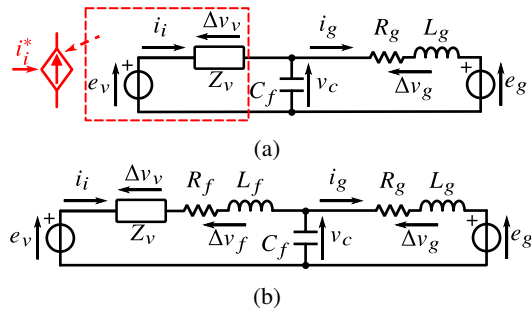 i_i^* e_v + i_i Δv_v Z_v C_f v_c i_g R_g L_g Δv_g + e_g
(a)
e_v + i_i Δv_v Z_v R_f L_f Δv_f C_f v_c i_g R_g L_g Δv_g + e_g
(b)